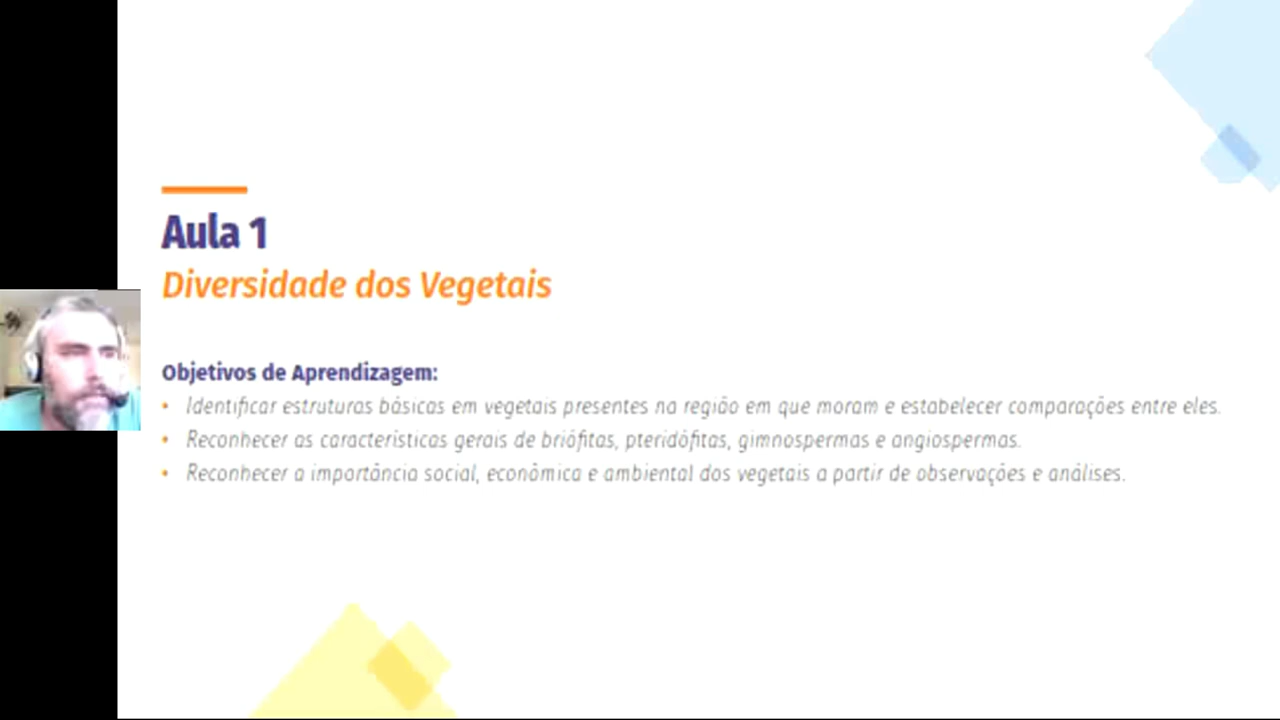 Aula 1
Diversidade dos Vegetais
Objetivos de Aprendizagem:
• Identificar estruturas básicas em vegetais presentes na região em que moram e estabelecer comparações entre eles.
• Reconhecer as características gerais de briófitas, pteridófitas, gimnospermas e angiospermas.
• Reconhecer a importância social, econômica e ambiental dos vegetais a partir de observações e análises.